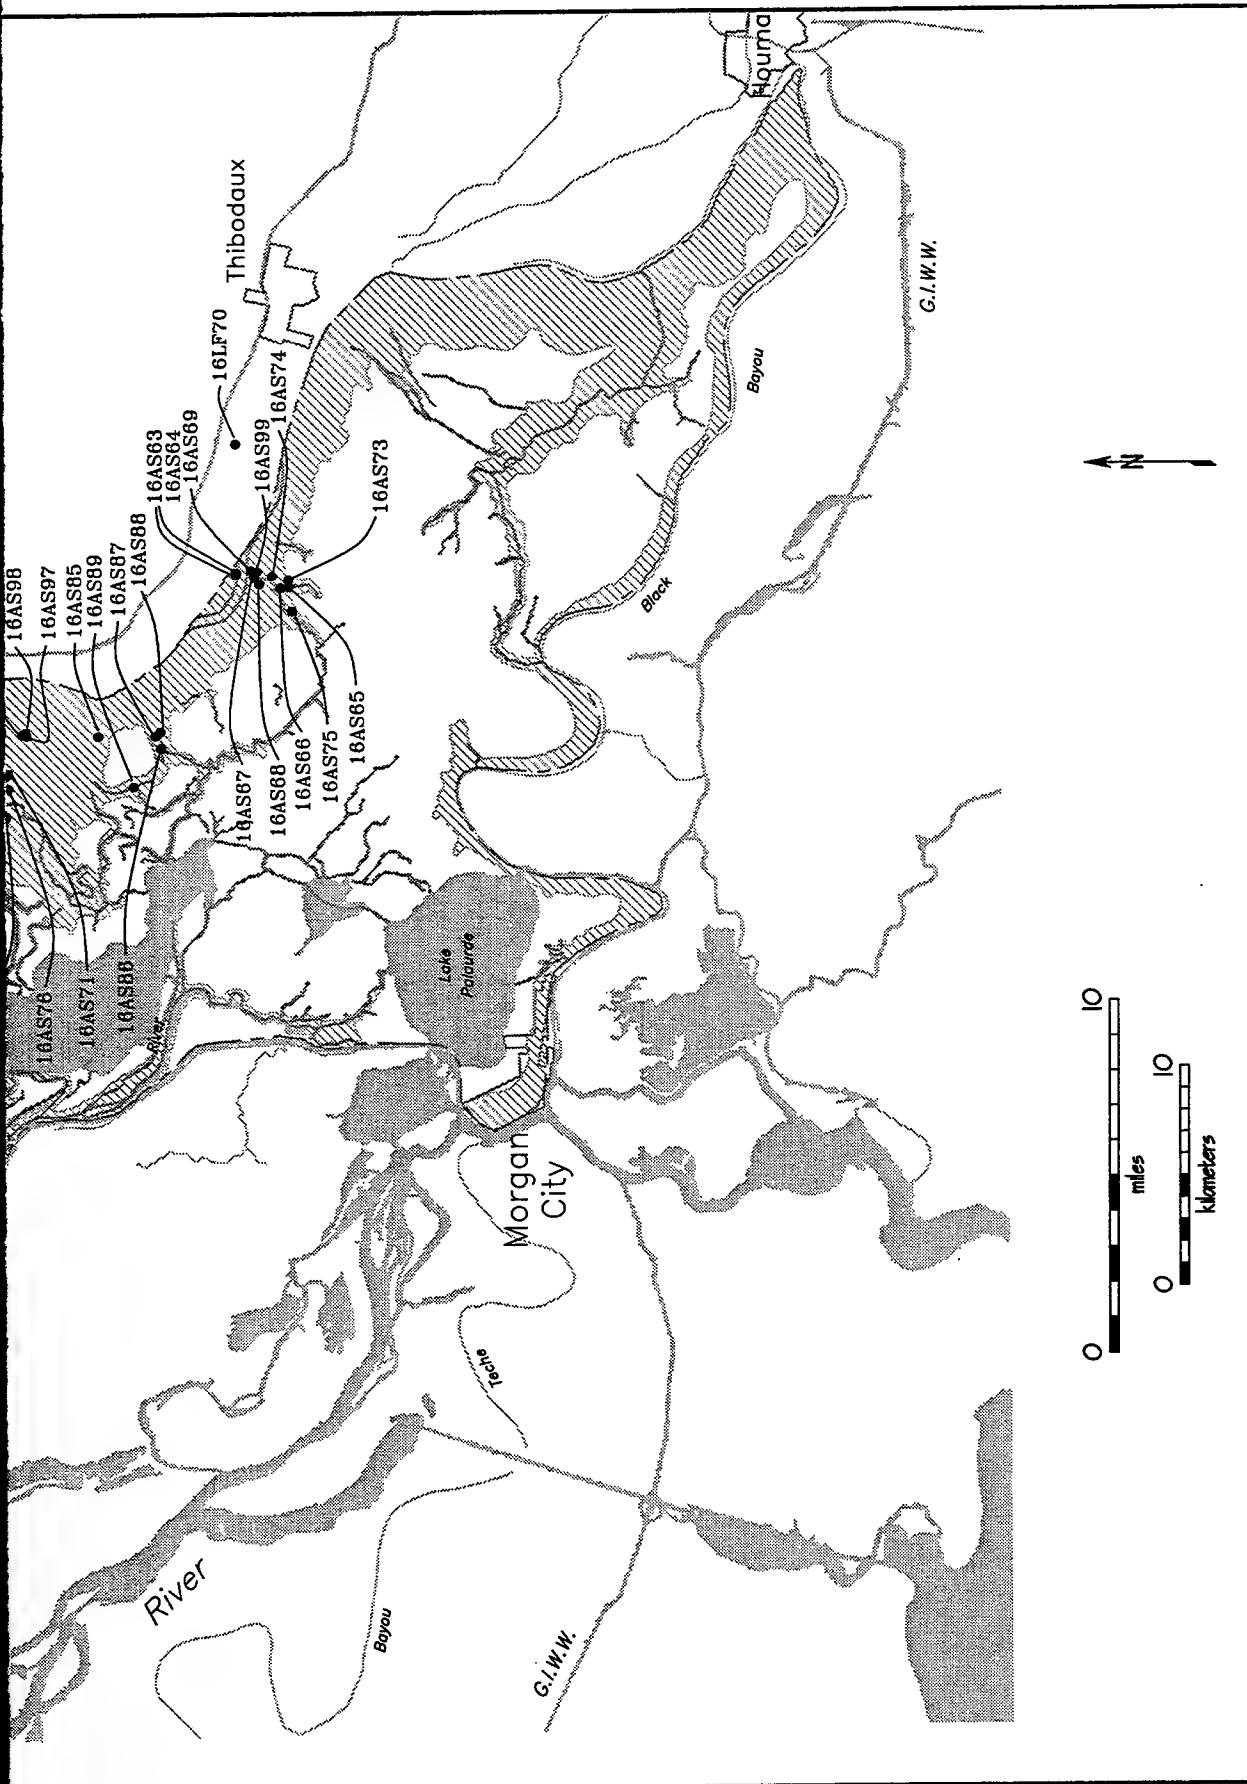 16AS98
16AS97
16AS85
16AS89
16AS87
16AS88
16AS63
16AS64
16AS69
16LF70
Thibodaux
16AS99
16AS74
16AS73
Houma
16AS76
16AS71
16AS86
River
16AS67
16AS68
16AS66
16AS75
16AS65
Lake
Palourde
Black
Bayou
G.I.W.W.
Morgan
City
Teche
River
Bayou
G.I.W.W.
N
0 10
miles
0 10
kilometers